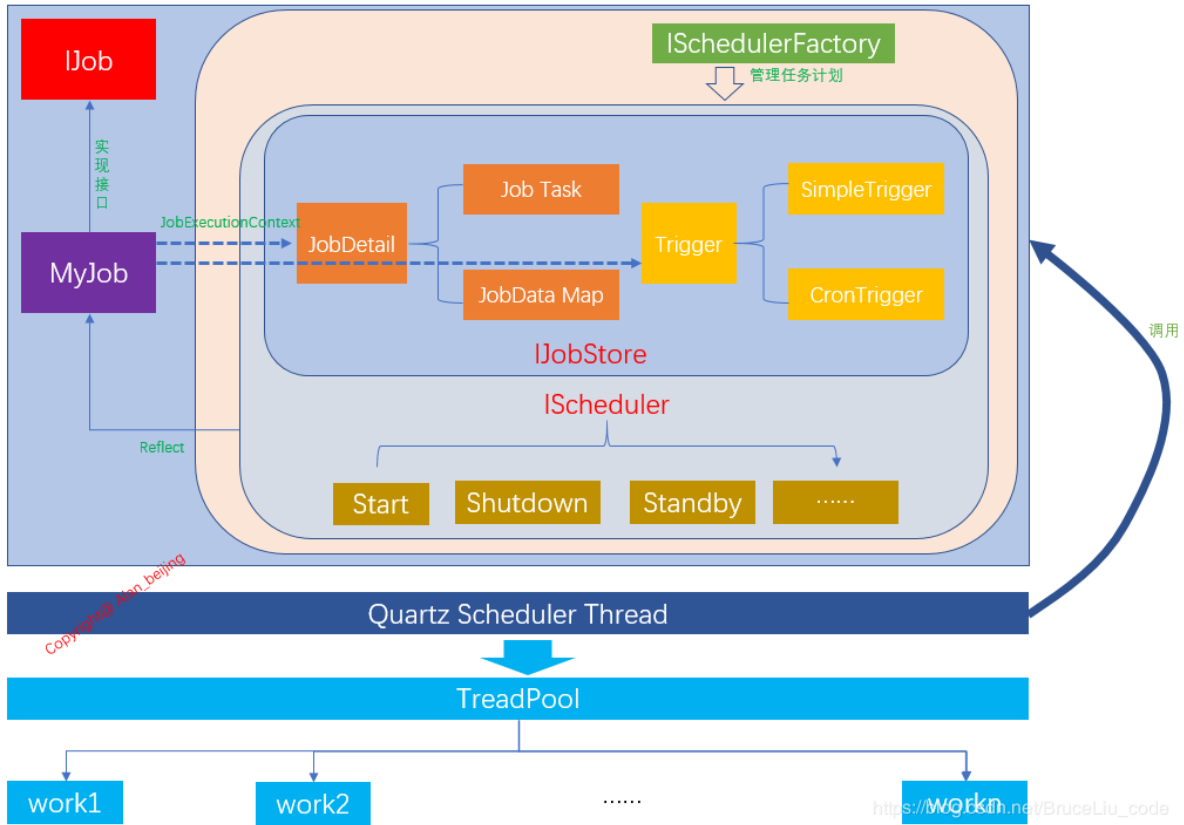 IJob
ISchedulerFactory
管理任务计划
实现接口
Job Task
SimpleTrigger
JobExecutionContext
JobDetail
Trigger
MyJob
JobData Map
CronTrigger
调用
IJobStore
IScheduler
Reflect
Start
Shutdown
Standby
......
Copyright@ Alan_beijing
Quartz Scheduler Thread
TreadPool
work1
work2
......
workn
https://blog.csdn.net/BruceLiu_code